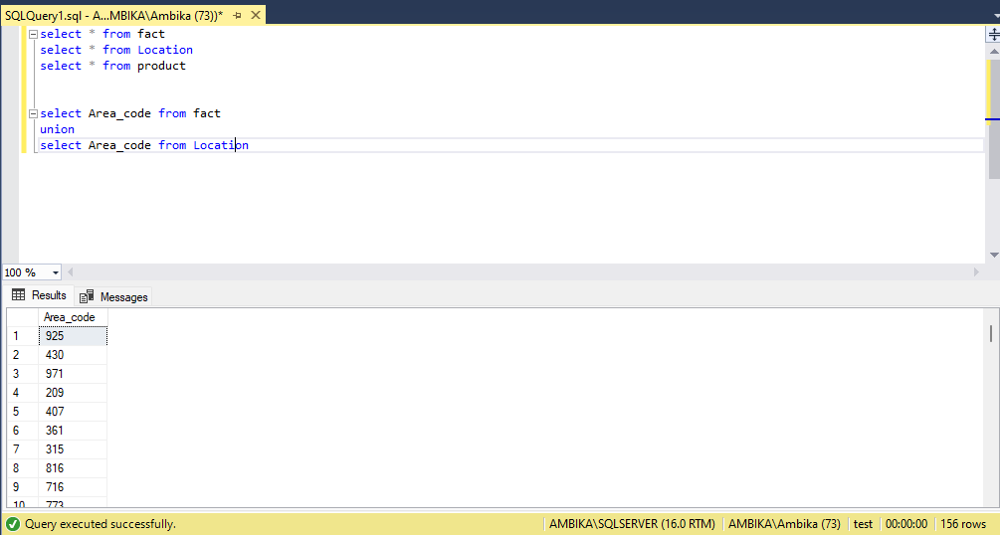 SQLQuery1.sql - A...MBIKA\Ambika (73))*
select * from fact
select * from Location
select * from product
select Area_code from fact
union
select Area_code from Location
100 %
Results Messages
Area_code
1 925
2 430
3 971
4 209
5 407
6 361
7 315
8 816
9 716
10 773
Query executed successfully. AMBIKA\SQLSERVER (16.0 RTM) AMBIKA\Ambika (73) test 00:00:00 156 rows